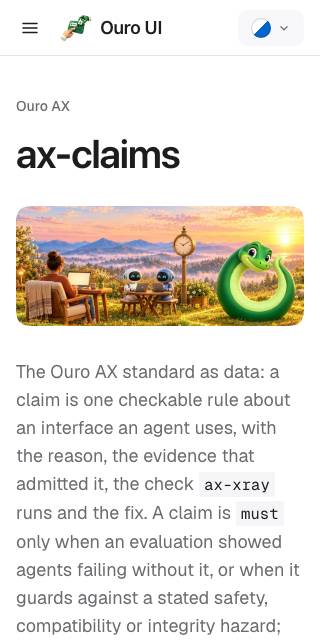 Ouro UI
Ouro AX
ax-claims
The Ouro AX standard as data: a
claim is one checkable rule about
an interface an agent uses, with
the reason, the evidence that
admitted it, the check ax-xray
runs and the fix. A claim is must
only when an evaluation showed
agents failing without it, or when it
guards against a stated safety,
compatibility or integrity hazard;